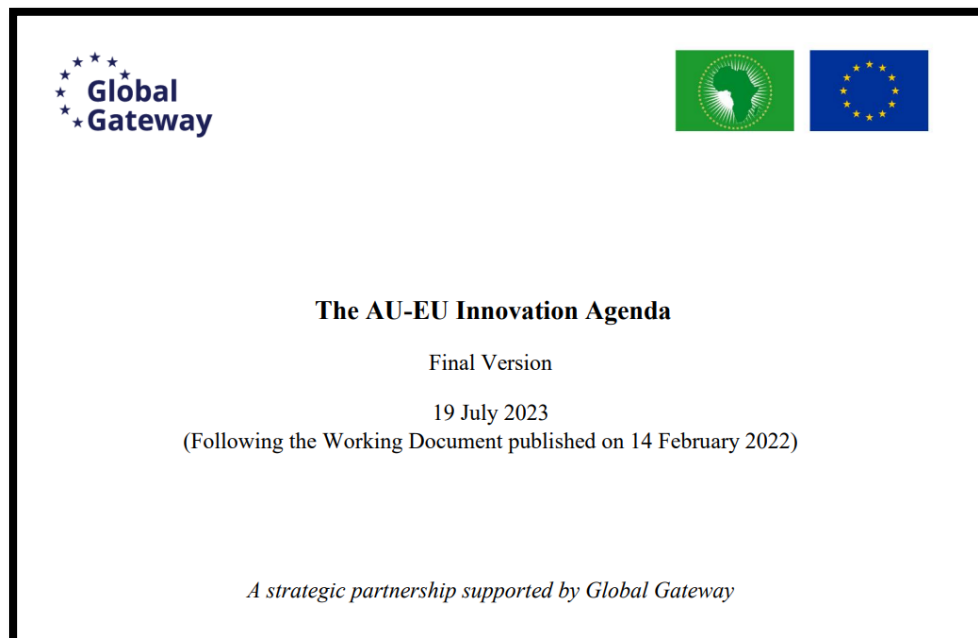 Global
Gateway
The AU-EU Innovation Agenda
Final Version
19 July 2023
(Following the Working Document published on 14 February 2022)
A strategic partnership supported by Global Gateway